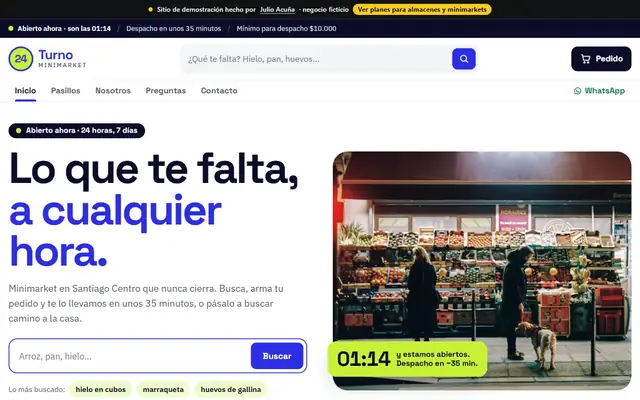 Sitio de demostración hecho por Julio Acuña · negocio ficticio Ver planes para almacenes y minimarkets
Abierto ahora · son las 01:14 / Despacho en unos 35 minutos / Mínimo para despacho $10.000
24 Turno
MINIMARKET
¿Qué te falta? Hielo, pan, huevos...
Pedido
Inicio Pasillos Nosotros Preguntas Contacto WhatsApp
Abierto ahora · 24 horas, 7 días
Lo que te falta,
a cualquier
hora.
Minimarket en Santiago Centro que nunca cierra. Busca, arma tu
pedido y te lo llevamos en unos 35 minutos, o pásalo a buscar
camino a la casa.
Arroz, pan, hielo...
Buscar
Lo más buscado: hielo en cubos marraqueta huevos de gallina
HORAIRES
01:14 y estamos abiertos.
Despacho en ~35 min.